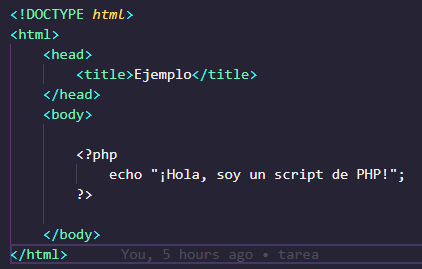 <!DOCTYPE html>
<html>
    <head>
        <title>Ejemplo</title>
    </head>
    <body>

        <?php
            echo "¡Hola, soy un script de PHP!";
        ?>

    </body>
</html>      You, 5 hours ago • tarea